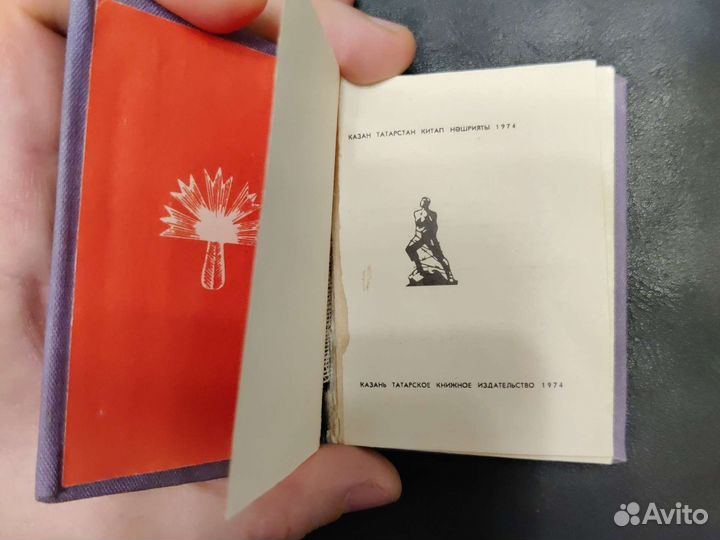 КАЗАН ТАТАРСТАН КИТАП НӘШРИЯТЫ 1974
КАЗАНЬ ТАТАРСКОЕ КНИЖНОЕ ИЗДАТЕЛЬСТВО 1974
Avito